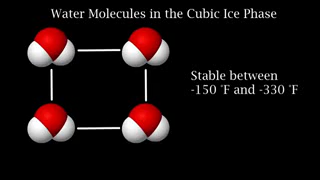 Water Molecules in the Cubic Ice Phase
Stable between
-150 °F and -330 °F